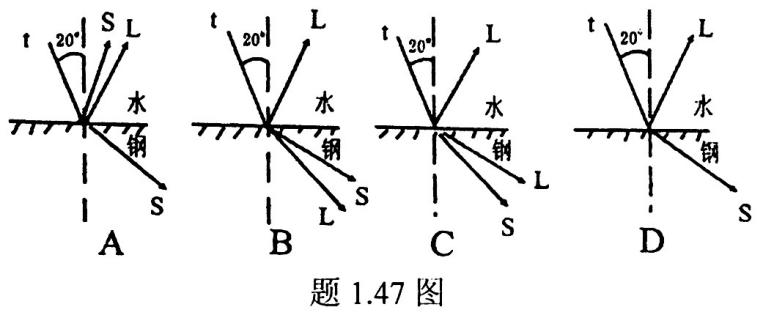 S L L L L
t 20° t 20° t 20° t 20°
水 水 水 水
钢 钢 钢 钢
S S L S
L S
A B C D
题 1.47 图